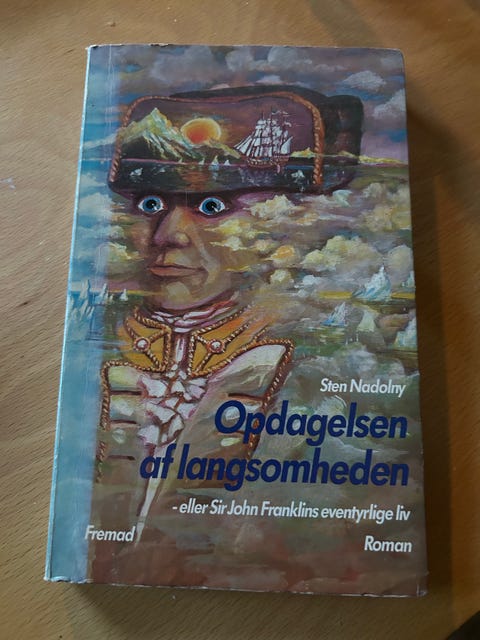 Sten Nadolny
Opdagelsen
af langsomheden
- eller Sir John Franklins eventyrlige liv
Fremad
Roman